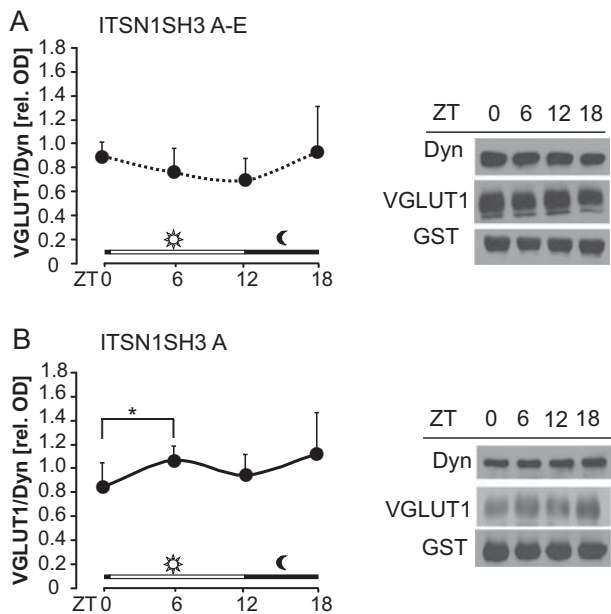 A
ITSN1SH3 A-E
VGLUT1/Dyn [rel. OD]
1.8
1.6
1.4
1.2
1.0
0.8
0.6
0.4
0.2
0
ZT 0 6 12 18
ZT 0 6 12 18
Dyn
VGLUT1
GST
B
ITSN1SH3 A
VGLUT1/Dyn [rel. OD]
1.8
1.6
1.4
1.2
1.0
0.8
0.6
0.4
0.2
0
*
ZT 0 6 12 18
ZT 0 6 12 18
Dyn
VGLUT1
GST